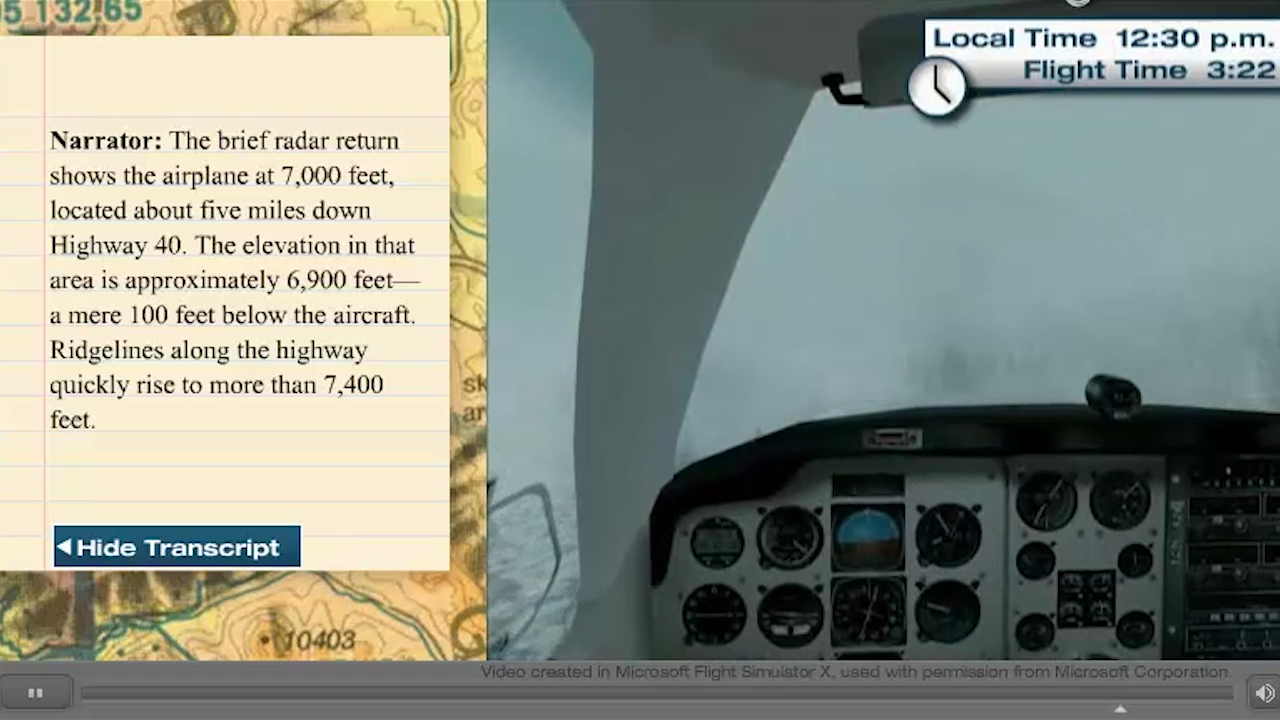 5 132.65
Local Time 12:30 p.m.
Flight Time 3:22
Narrator: The brief radar return
shows the airplane at 7,000 feet,
located about five miles down
Highway 40. The elevation in that
area is approximately 6,900 feet—
a mere 100 feet below the aircraft.
Ridgelines along the highway
quickly rise to more than 7,400
feet.
sk
ar
Hide Transcript
10403
Video created in Microsoft Flight Simulator X, used with permission from Microsoft Corporation.